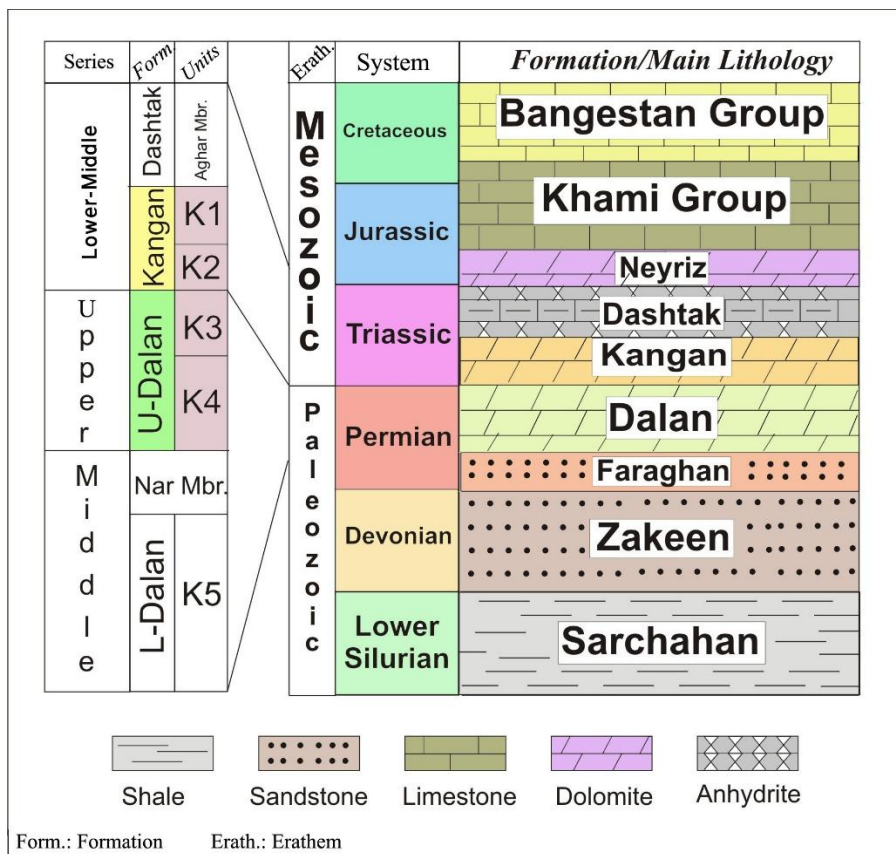 Series Form. Units Erath. System Formation/Main Lithology
Lower-Middle
Upper
Middle
Dashtak
Kangan
U-Dalan
Nar Mbr.
L-Dalan
Aghar Mbr.
K1
K2
K3
K4
K5
Mesozoic
Paleozoic
Cretaceous
Jurassic
Triassic
Permian
Devonian
Lower
Silurian
Bangestan Group
Khami Group
Neyriz
Dashtak
Kangan
Dalan
Faraghan
Zakeen
Sarchahan
Shale Sandstone Limestone Dolomite Anhydrite
Form.: Formation Erath.: Erathem